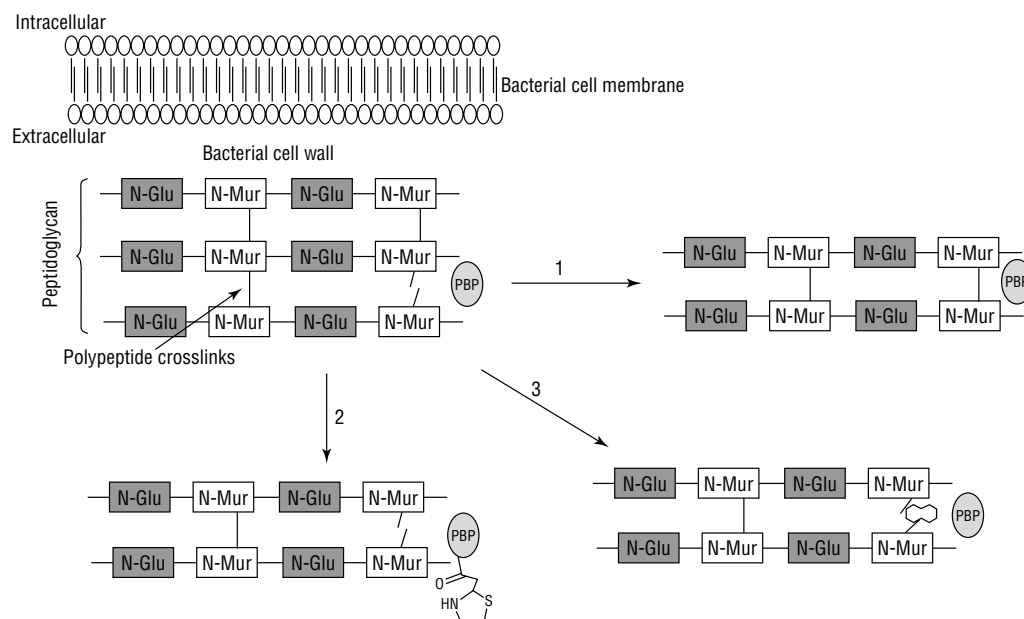 Intracellular
Bacterial cell membrane
Extracellular
Bacterial cell wall
Peptidoglycan
N-Glu N-Mur N-Glu N-Mur
N-Glu N-Mur N-Glu N-Mur
PBP
N-Glu N-Mur N-Glu N-Mur
Polypeptide crosslinks
1
N-Glu N-Mur N-Glu N-Mur
PBP
N-Glu N-Mur N-Glu N-Mur
2
3
N-Glu N-Mur N-Glu N-Mur
PBP
N-Glu N-Mur N-Glu N-Mur
O
HN S
N-Glu N-Mur N-Glu N-Mur
PBP
N-Glu N-Mur N-Glu N-Mur